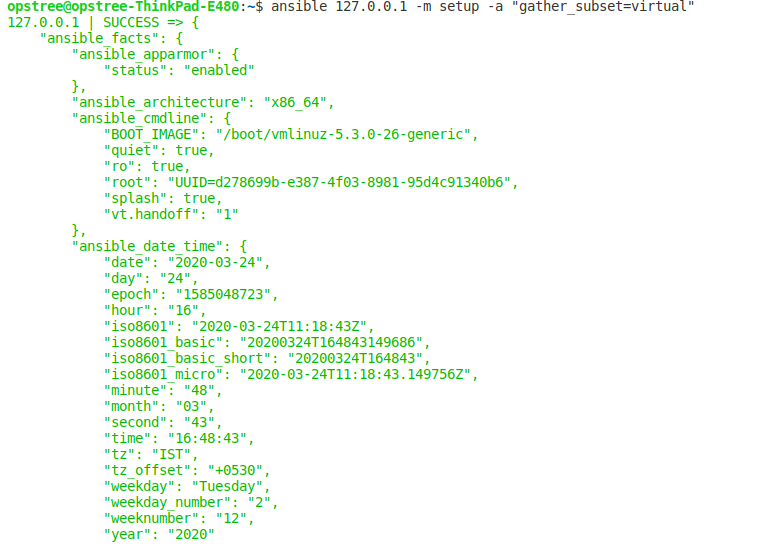 opstree@opstree-ThinkPad-E480:~$ ansible 127.0.0.1 -m setup -a "gather_subset=virtual"
127.0.0.1 | SUCCESS => {
    "ansible_facts": {
        "ansible_apparmor": {
            "status": "enabled"
        },
        "ansible_architecture": "x86_64",
        "ansible_cmdline": {
            "BOOT_IMAGE": "/boot/vmlinuz-5.3.0-26-generic",
            "quiet": true,
            "ro": true,
            "root": "UUID=d278699b-e387-4f03-8981-95d4c91340b6",
            "splash": true,
            "vt.handoff": "1"
        },
        "ansible_date_time": {
            "date": "2020-03-24",
            "day": "24",
            "epoch": "1585048723",
            "hour": "16",
            "iso8601": "2020-03-24T11:18:43Z",
            "iso8601_basic": "20200324T164843149686",
            "iso8601_basic_short": "20200324T164843",
            "iso8601_micro": "2020-03-24T11:18:43.149756Z",
            "minute": "48",
            "month": "03",
            "second": "43",
            "time": "16:48:43",
            "tz": "IST",
            "tz_offset": "+0530",
            "weekday": "Tuesday",
            "weekday_number": "2",
            "weeknumber": "12",
            "year": "2020"